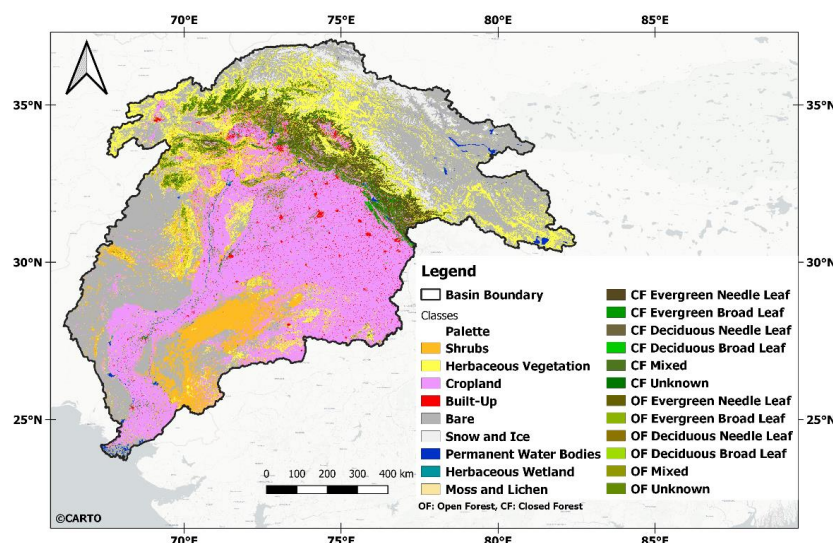 70°E 75°E 80°E 85°E
35°N 35°N
30°N 30°N
25°N 25°N
Legend
Basin Boundary
Classes
Palette
Shrubs
Herbaceous Vegetation
Cropland
Built-Up
Bare
Snow and Ice
Permanent Water Bodies
Herbaceous Wetland
Moss and Lichen
CF Evergreen Needle Leaf
CF Evergreen Broad Leaf
CF Deciduous Needle Leaf
CF Deciduous Broad Leaf
CF Mixed
CF Unknown
OF Evergreen Needle Leaf
OF Evergreen Broad Leaf
OF Deciduous Needle Leaf
OF Deciduous Broad Leaf
OF Mixed
OF Unknown
OF: Open Forest, CF: Closed Forest
0 100 200 300 400 km
©CARTO
70°E 75°E 80°E 85°E